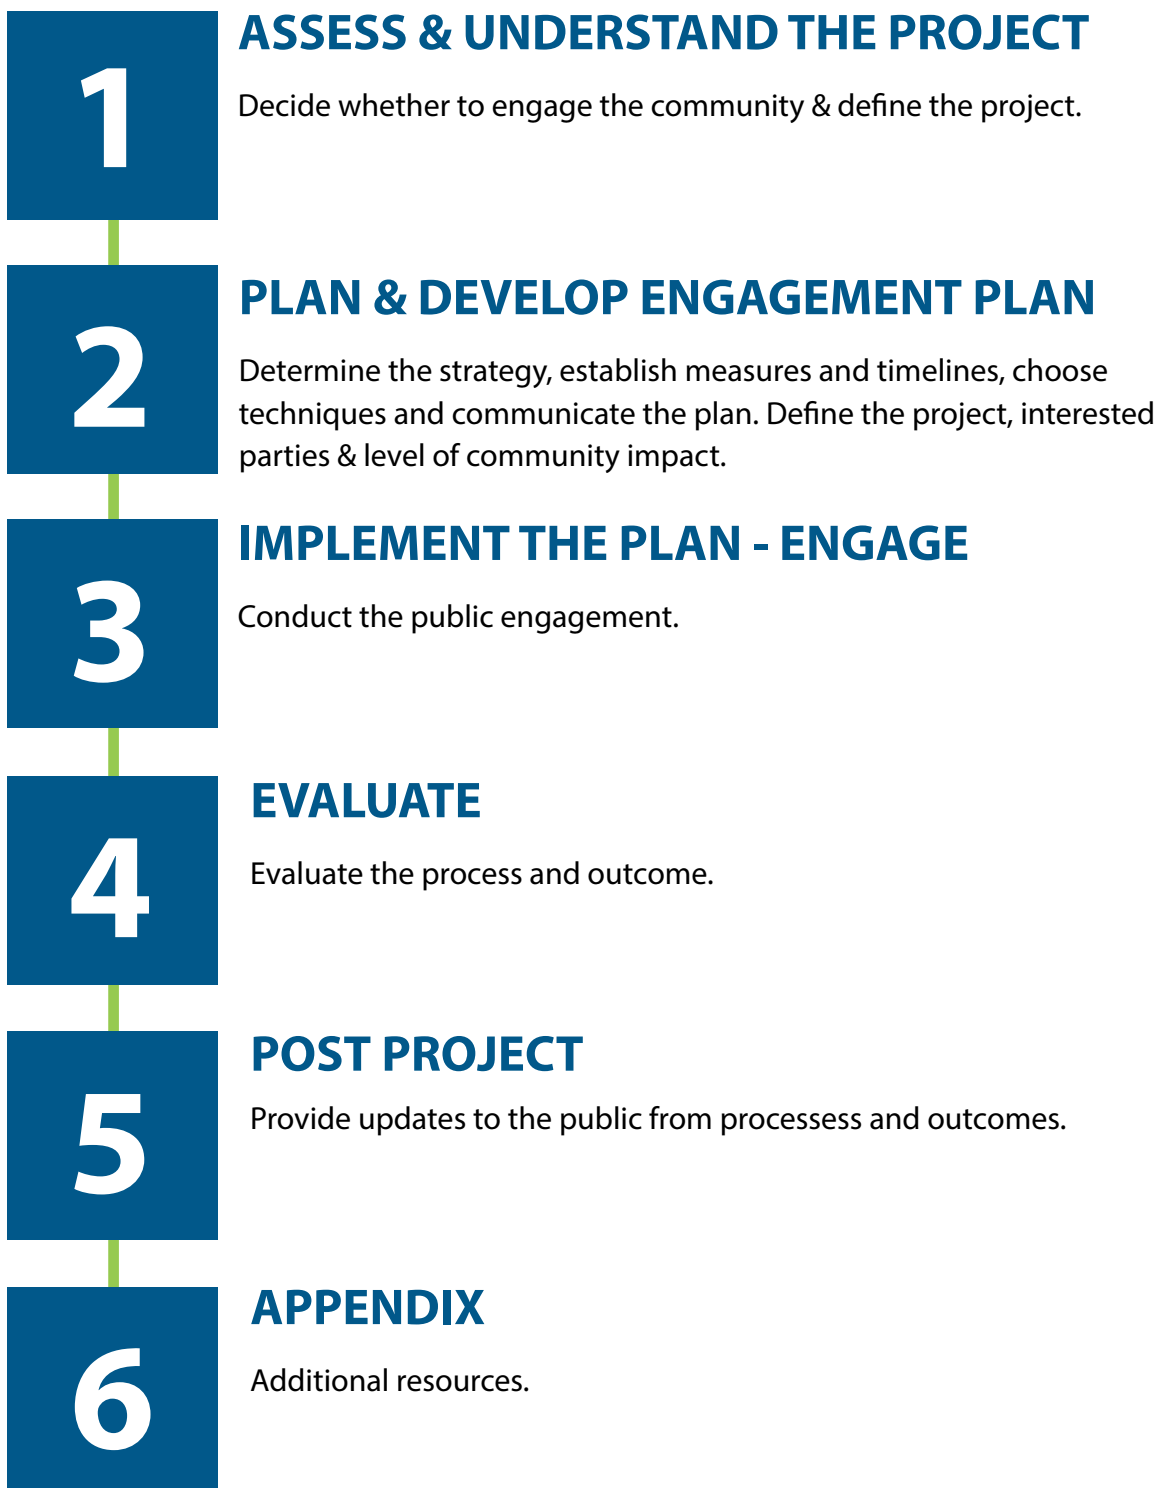 1
ASSESS & UNDERSTAND THE PROJECT
Decide whether to engage the community & define the project.
2
PLAN & DEVELOP ENGAGEMENT PLAN
Determine the strategy, establish measures and timelines, choose
techniques and communicate the plan. Define the project, interested
parties & level of community impact.
3
IMPLEMENT THE PLAN - ENGAGE
Conduct the public engagement.
4
EVALUATE
Evaluate the process and outcome.
5
POST PROJECT
Provide updates to the public from processess and outcomes.
6
APPENDIX
Additional resources.